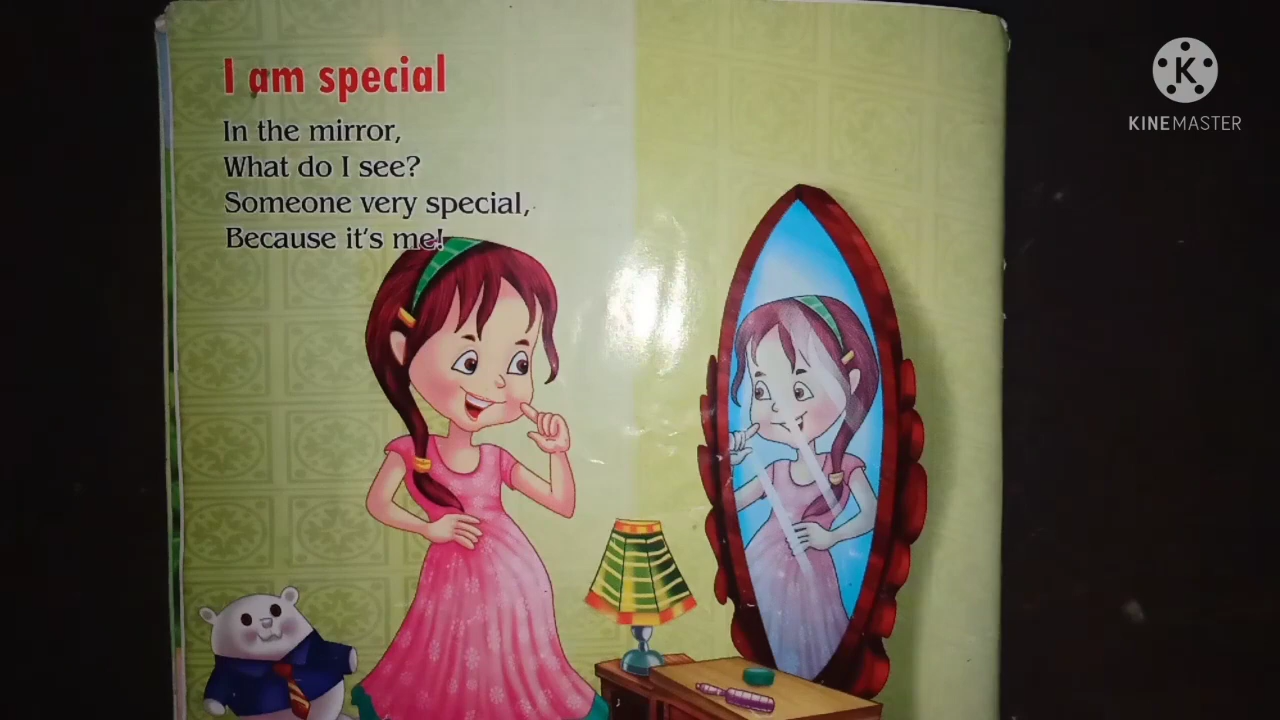 I am special
In the mirror,
What do I see?
Someone very special,
Because it's me!
K
KINEMASTER